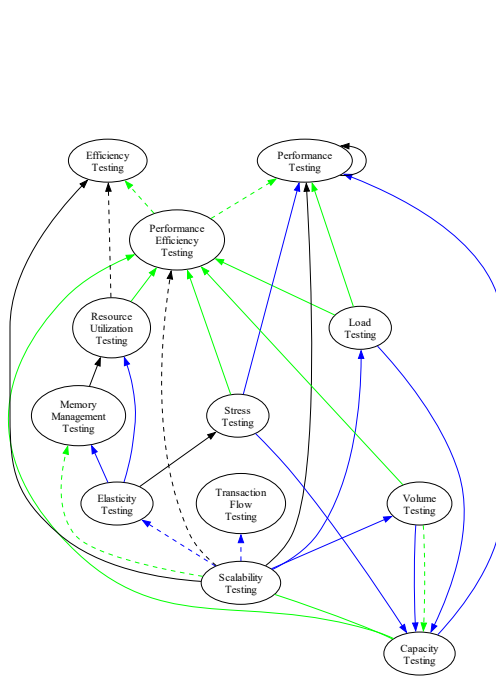 Efficiency
Testing
Performance
Testing
Performance
Efficiency
Testing
Resource
Utilization
Testing
Load
Testing
Memory
Management
Testing
Stress
Testing
Elasticity
Testing
Transaction
Flow
Testing
Volume
Testing
Scalability
Testing
Capacity
Testing